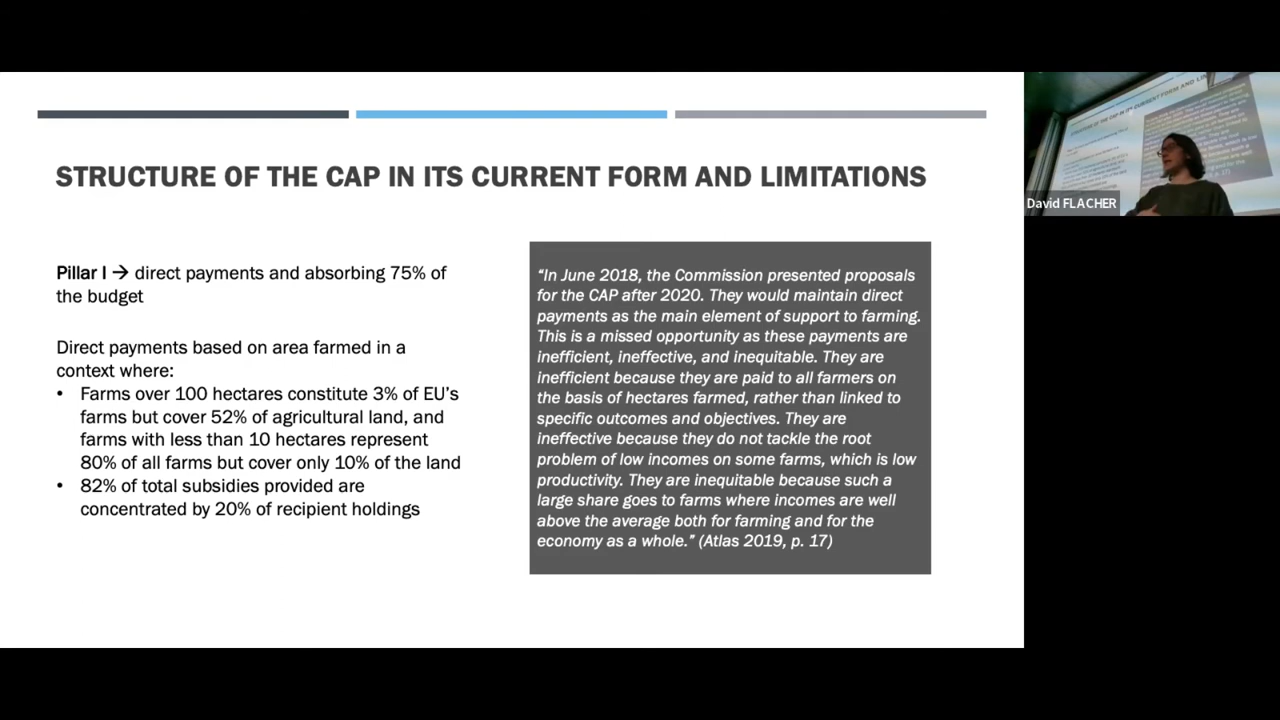 STRUCTURE OF THE CAP IN ITS CURRENT FORM AND LIMITATIONS
Pillar I → direct payments and absorbing 75% of
the budget
Direct payments based on area farmed in a
context where:
• Farms over 100 hectares constitute 3% of EU’s
farms but cover 52% of agricultural land, and
farms with less than 10 hectares represent
80% of all farms but cover only 10% of the land
• 82% of total subsidies provided are
concentrated by 20% of recipient holdings
“In June 2018, the Commission presented proposals
for the CAP after 2020. They would maintain direct
payments as the main element of support to farming.
This is a missed opportunity as these payments are
inefficient, ineffective, and inequitable. They are
inefficient because they are paid to all farmers on
the basis of hectares farmed, rather than linked to
specific outcomes and objectives. They are
ineffective because they do not tackle the root
problem of low incomes on some farms, which is low
productivity. They are inequitable because such a
large share goes to farms where incomes are well
above the average both for farming and for the
economy as a whole.” (Atlas 2019, p. 17)
David FLACHER